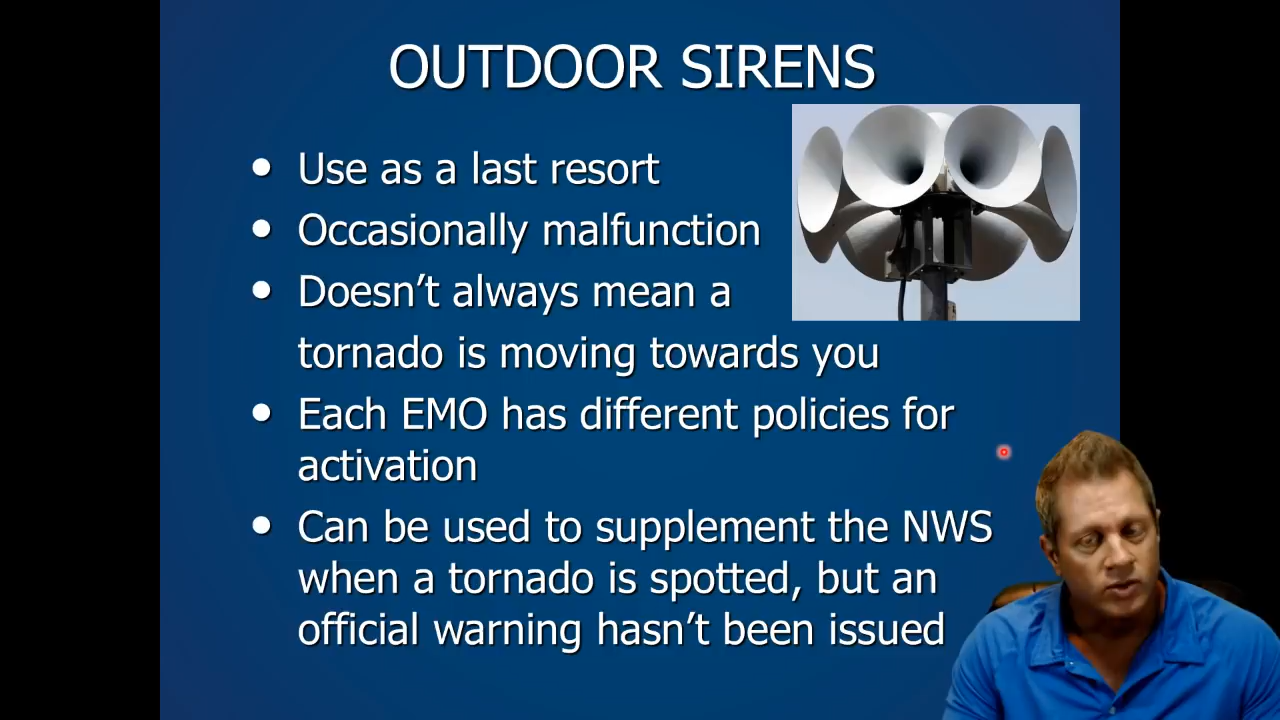 OUTDOOR SIRENS
• Use as a last resort
• Occasionally malfunction
• Doesn't always mean a
tornado is moving towards you
• Each EMO has different policies for
activation
• Can be used to supplement the NWS
when a tornado is spotted, but an
official warning hasn't been issued